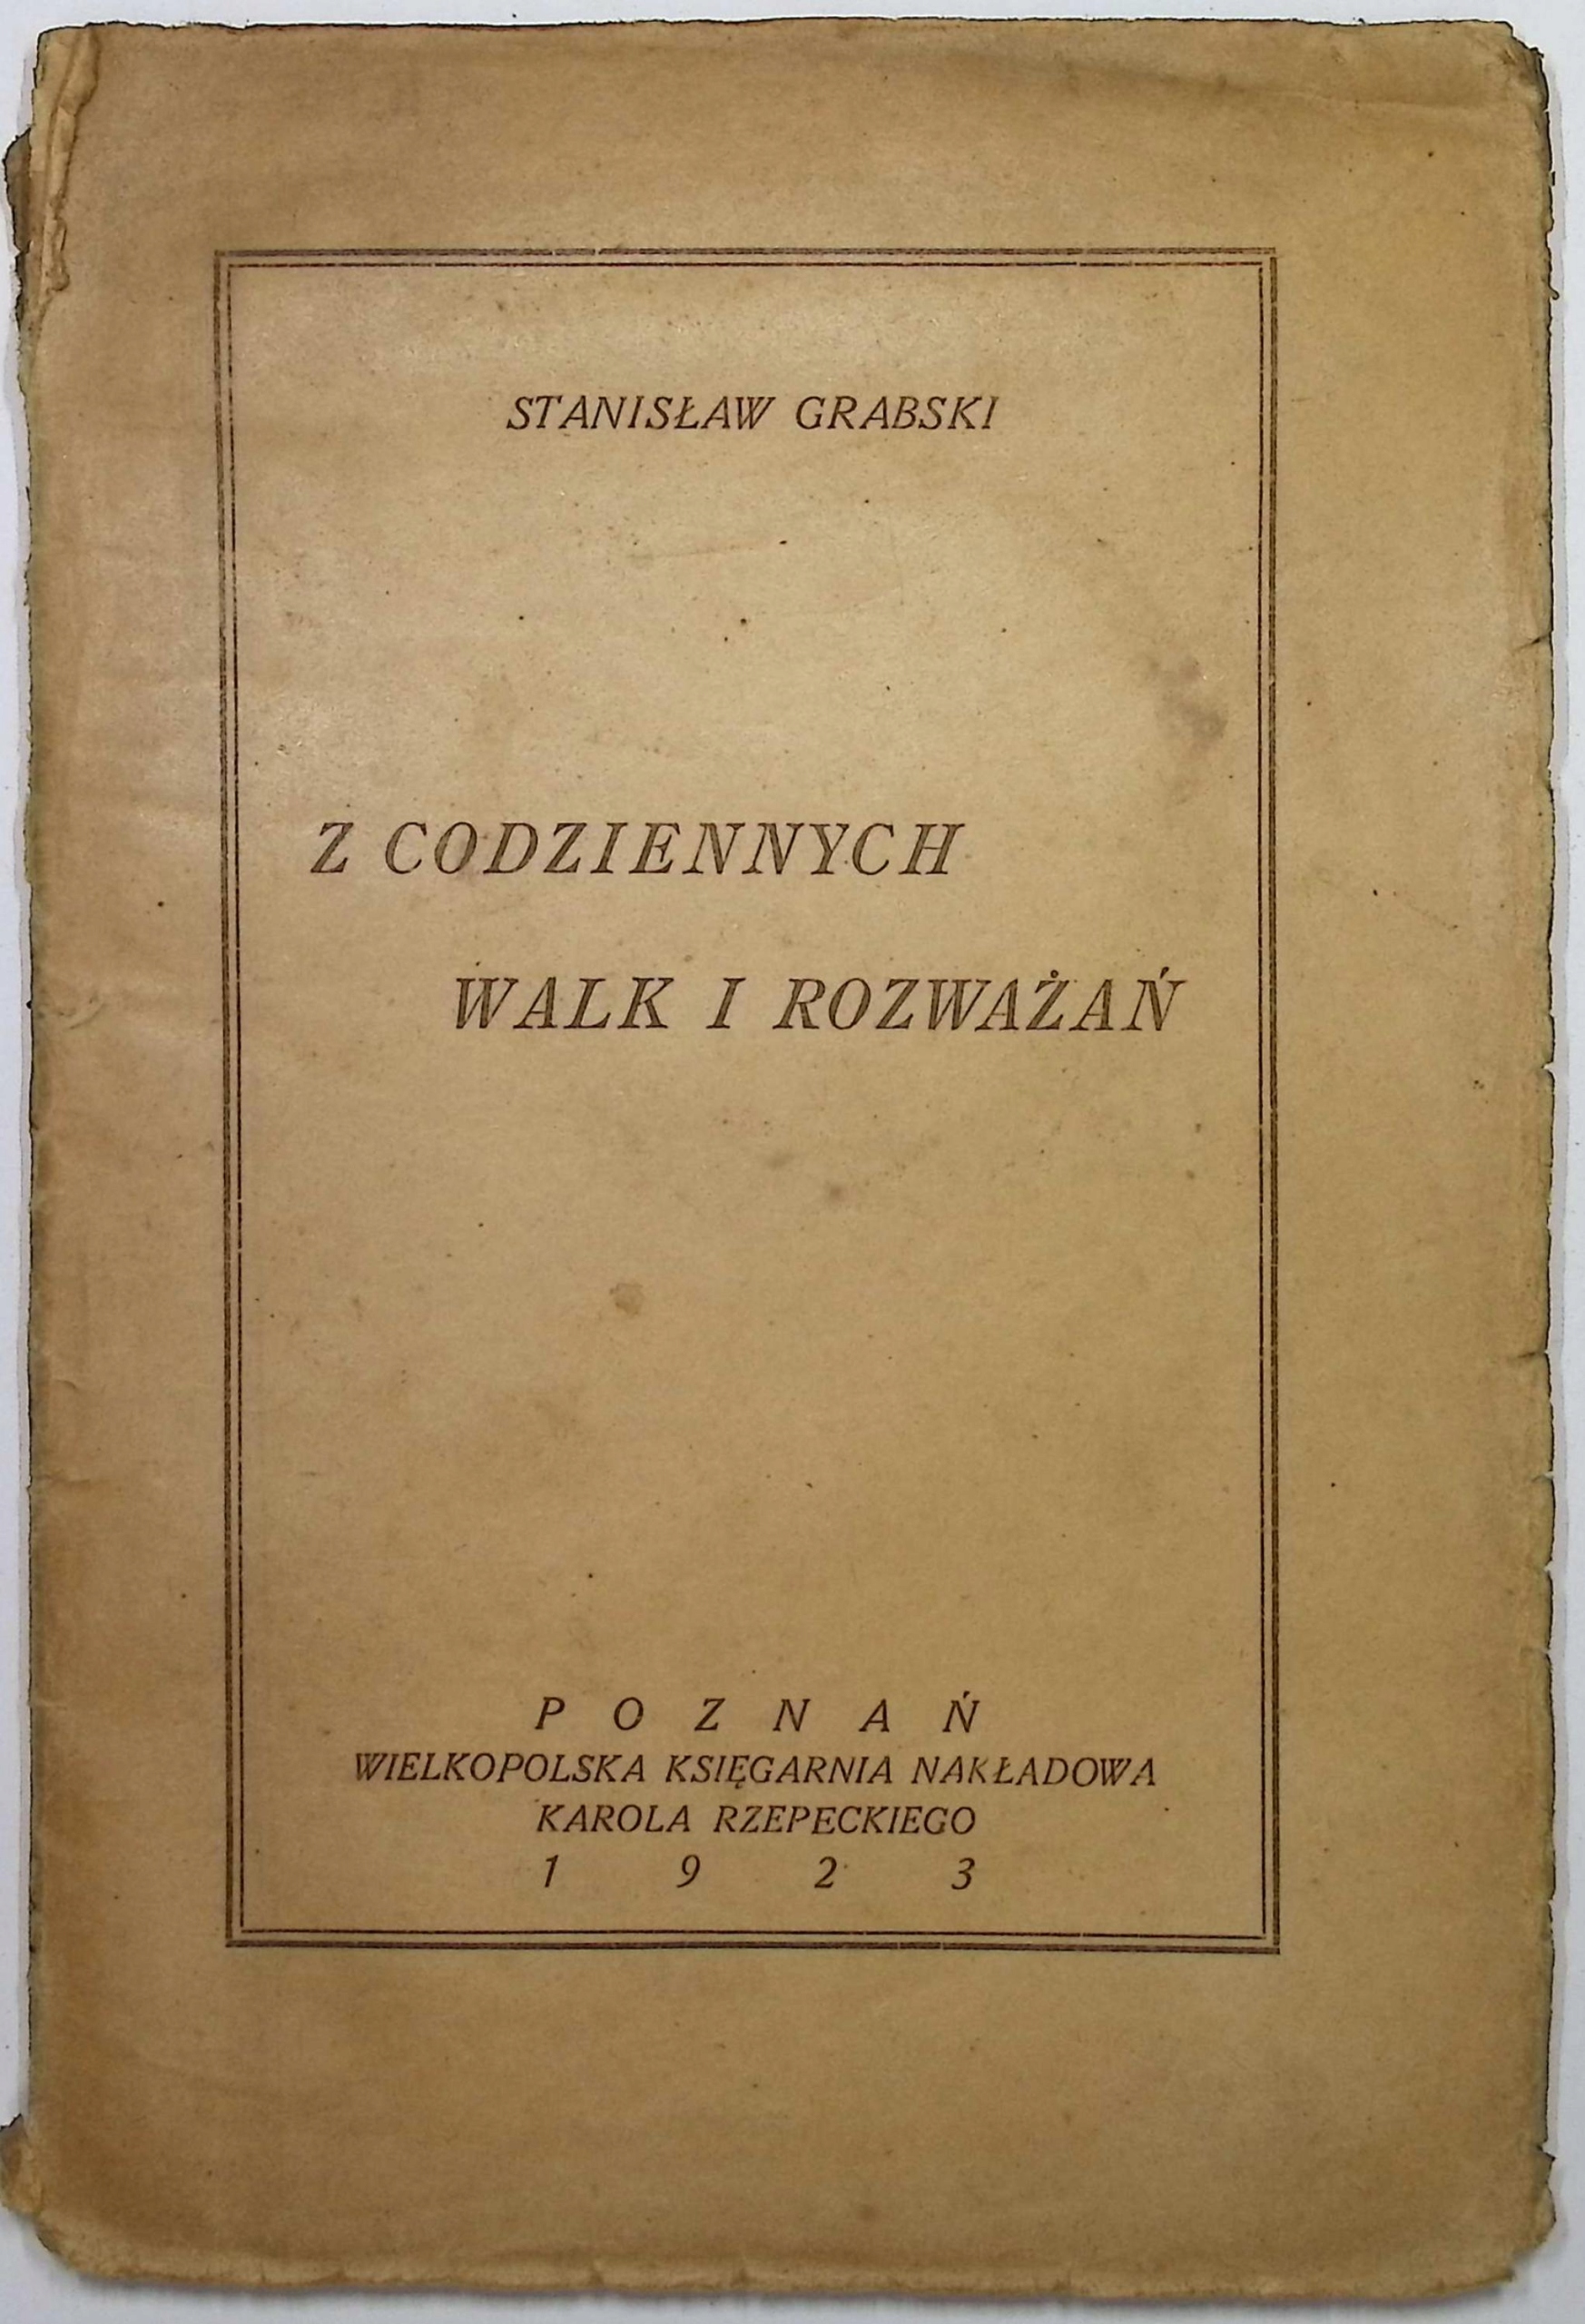 STANISŁAW GRABSKI
Z CODZIENNYCH
WALK I ROZWAŻAŃ
POZNAŃ
WIELKOPOLSKA KSIĘGARNIA NAKŁADOWA
KAROLA RZEPECKIEGO
1923